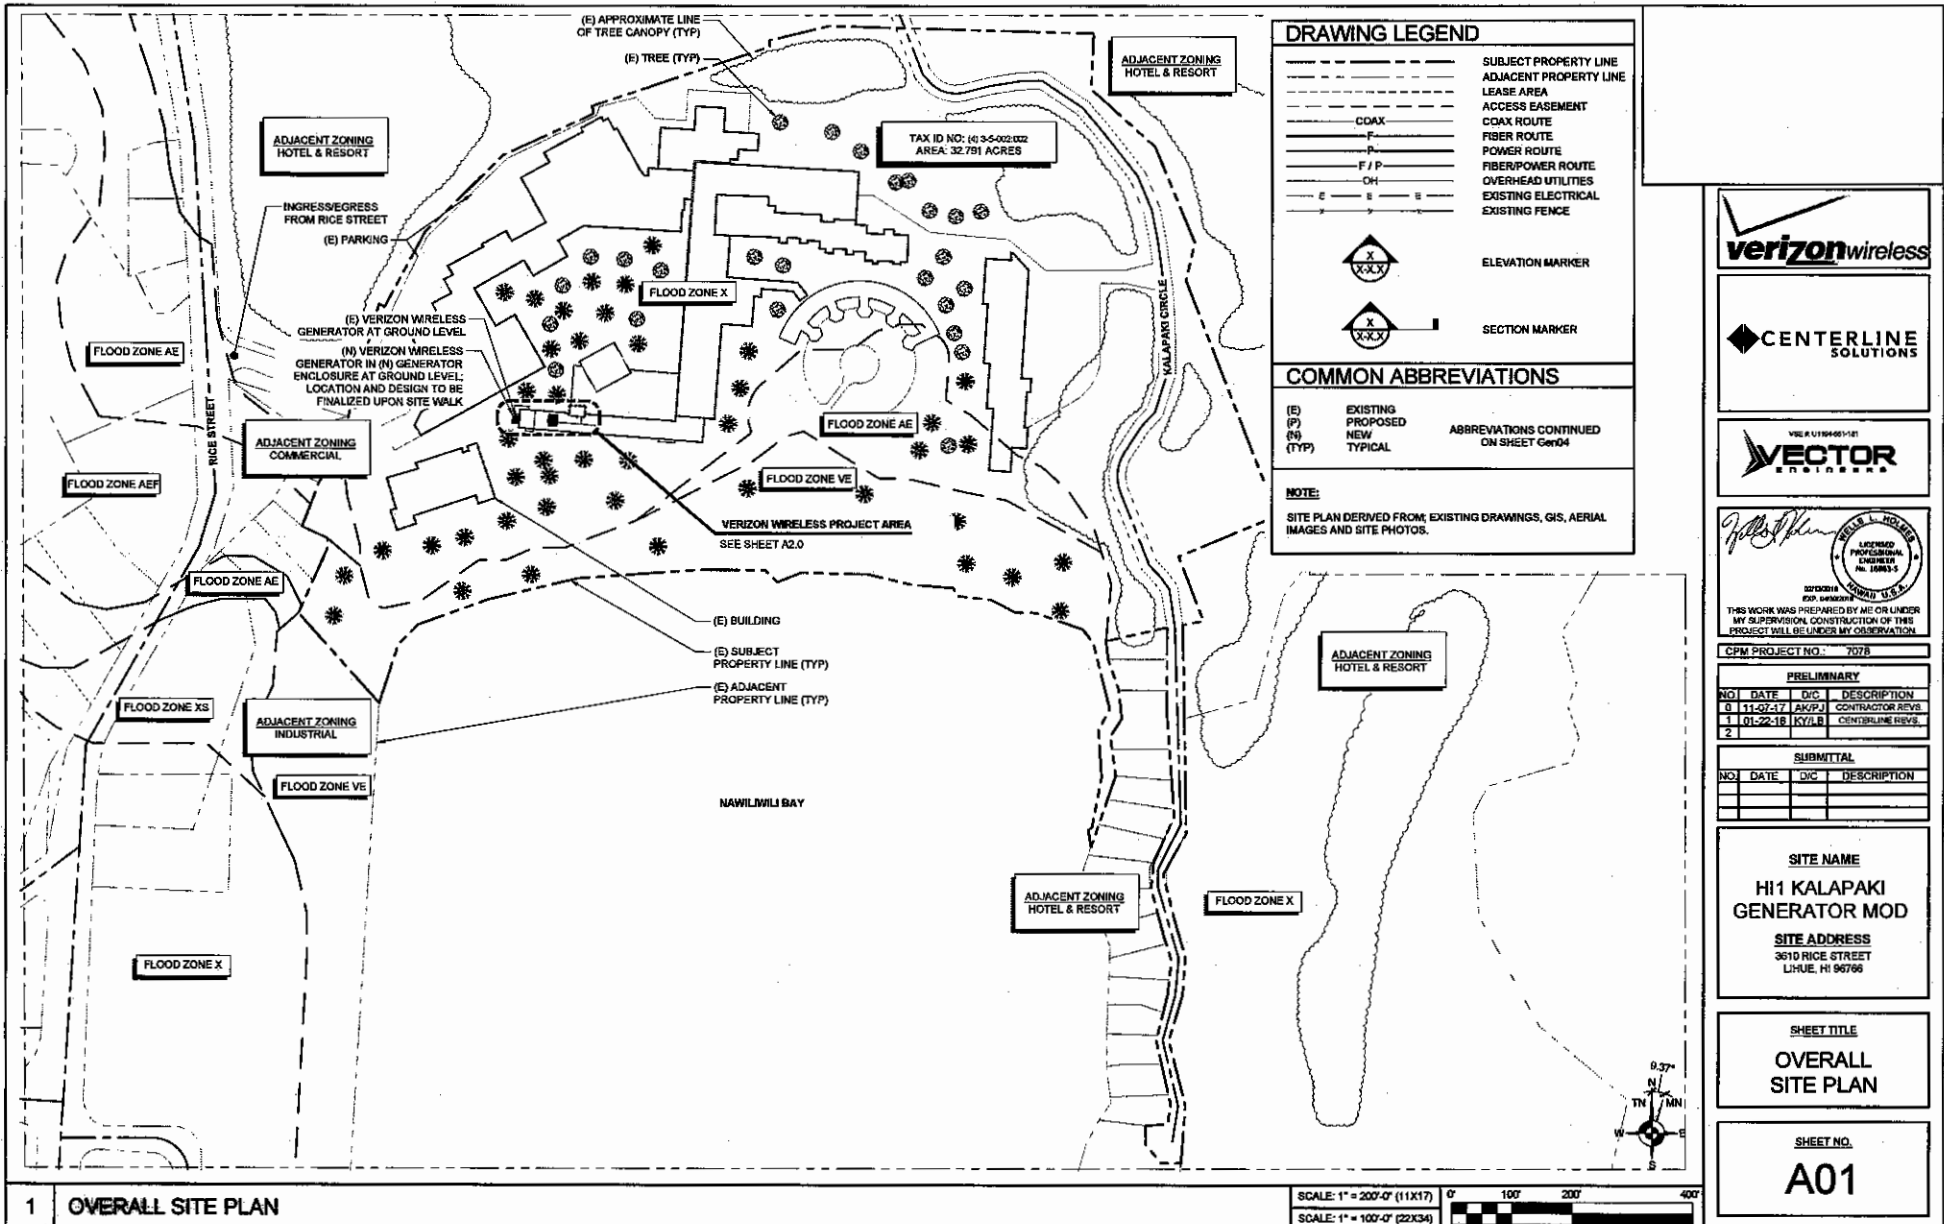 (E) APPROXIMATE LINE
OF TREE CANOPY (TYP)
(E) TREE (TYP)
ADJACENT ZONING
HOTEL & RESORT
ADJACENT ZONING
HOTEL & RESORT
TAX ID NO: (4) 3-5-002:002
AREA: 32.791 ACRES
INGRESS/EGRESS
FROM RICE STREET
(E) PARKING
FLOOD ZONE X
(E) VERIZON WIRELESS
GENERATOR AT GROUND LEVEL
(N) VERIZON WIRELESS
GENERATOR IN (N) GENERATOR
ENCLOSURE AT GROUND LEVEL;
LOCATION AND DESIGN TO BE
FINALIZED UPON SITE WALK
FLOOD ZONE AE
RICE STREET
KALAPAKI CIRCLE
ADJACENT ZONING
COMMERCIAL
FLOOD ZONE AE
FLOOD ZONE AEF
FLOOD ZONE VE
VERIZON WIRELESS PROJECT AREA
SEE SHEET A2.0
FLOOD ZONE AE
(E) BUILDING
(E) SUBJECT
PROPERTY LINE (TYP)
(E) ADJACENT
PROPERTY LINE (TYP)
FLOOD ZONE XS
ADJACENT ZONING
INDUSTRIAL
FLOOD ZONE VE
NAWILIWILI BAY
ADJACENT ZONING
HOTEL & RESORT
ADJACENT ZONING
HOTEL & RESORT
FLOOD ZONE X
FLOOD ZONE X
9.37°
N
TN MN
W E
S
DRAWING LEGEND
SUBJECT PROPERTY LINE
ADJACENT PROPERTY LINE
LEASE AREA
ACCESS EASEMENT
COAX COAX ROUTE
F FIBER ROUTE
P POWER ROUTE
F / P FIBER/POWER ROUTE
OH OVERHEAD UTILITIES
E E E EXISTING ELECTRICAL
X X X EXISTING FENCE
X
X-X.X
ELEVATION MARKER
X
X-X.X
SECTION MARKER
COMMON ABBREVIATIONS
(E) EXISTING
(P) PROPOSED
(N) NEW
(TYP) TYPICAL
ABBREVIATIONS CONTINUED
ON SHEET Gen04
NOTE:
SITE PLAN DERIVED FROM; EXISTING DRAWINGS, GIS, AERIAL
IMAGES AND SITE PHOTOS.
verizonwireless
CENTERLINE
SOLUTIONS
VECTOR
ENGINEERS
WELLS L. HOLMES
LICENSED
PROFESSIONAL
ENGINEER
HAWAII U.S.A.
THIS WORK WAS PREPARED BY ME OR UNDER
MY SUPERVISION. CONSTRUCTION OF THIS
PROJECT WILL BE UNDER MY OBSERVATION.
CPM PROJECT NO.: 7078
PRELIMINARY
NO. DATE D/C DESCRIPTION
0 11-07-17 AK/PJ CONTRACTOR REVS.
1 01-22-18 KY/LB CENTERLINE REVS.
2
SUBMITTAL
NO. DATE D/C DESCRIPTION
SITE NAME
HI1 KALAPAKI
GENERATOR MOD
SITE ADDRESS
3610 RICE STREET
LIHUE, HI 96766
SHEET TITLE
OVERALL
SITE PLAN
SHEET NO.
A01
1 OVERALL SITE PLAN
SCALE: 1" = 200'-0" (11X17)
SCALE: 1" = 100'-0" (22X34)
0' 100' 200' 400'